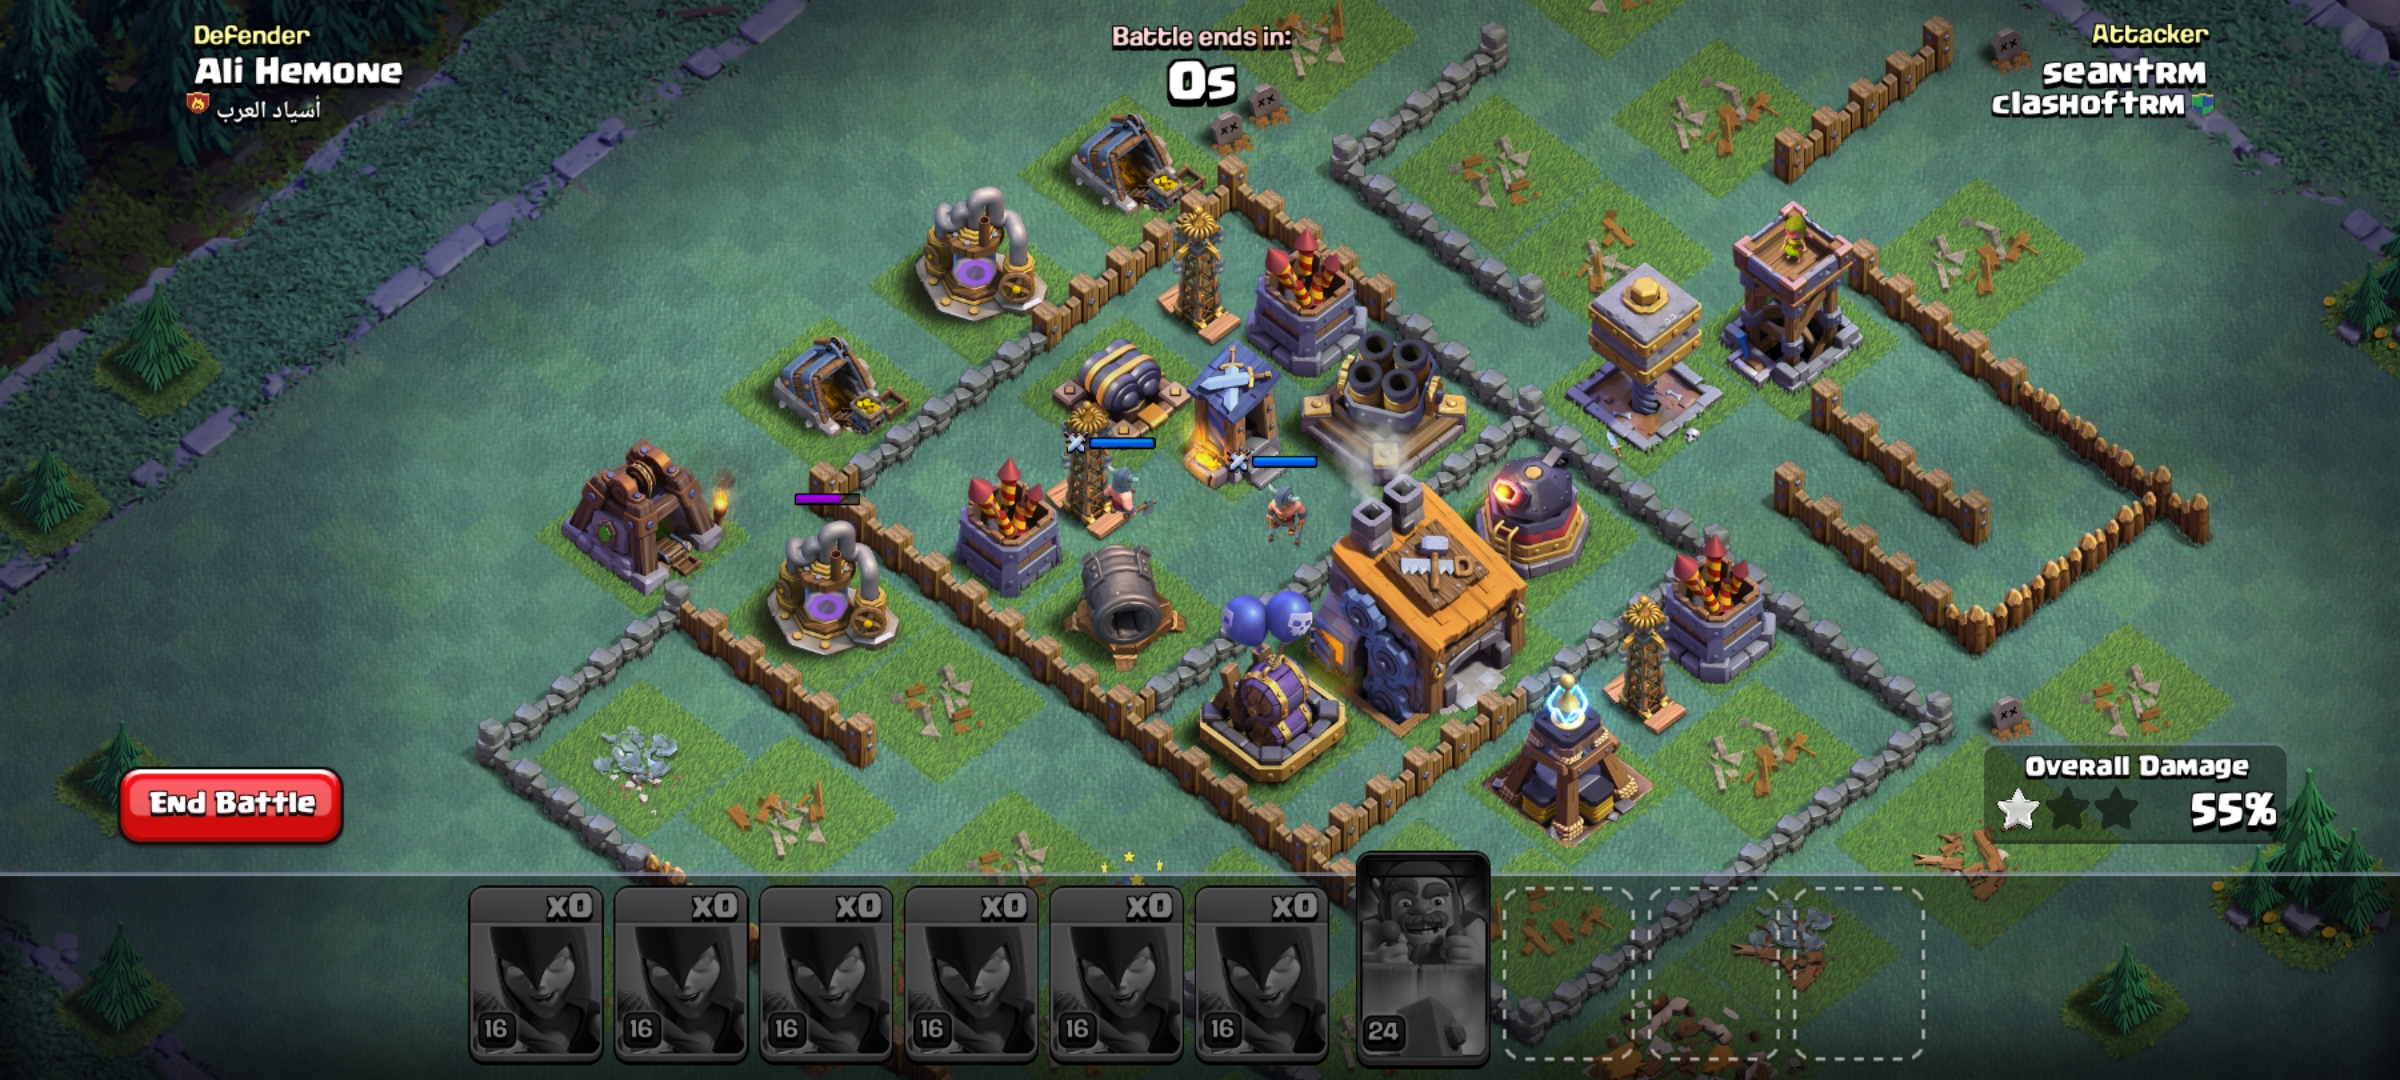 Defender
Ali Hemone
أسياد العرب
Battle ends in:
0s
Attacker
seantRM
clashoftRM
End Battle
Overall Damage
55%
x0 x0 x0 x0 x0 x0
16 16 16 16 16 16 24